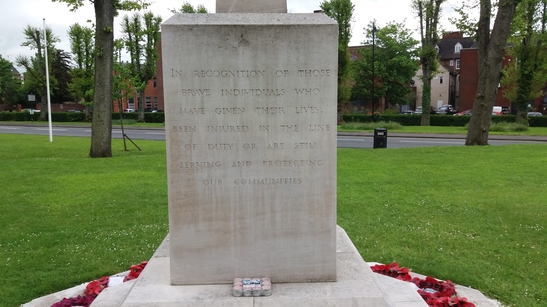 IN RECOGNITION OF THOSE
BRAVE INDIVIDUALS WHO
HAVE GIVEN THEIR LIVES,
BEEN INJURED IN THE LINE
OF DUTY OR ARE STILL
SERVING AND PROTECTING
OUR COMMUNITIES